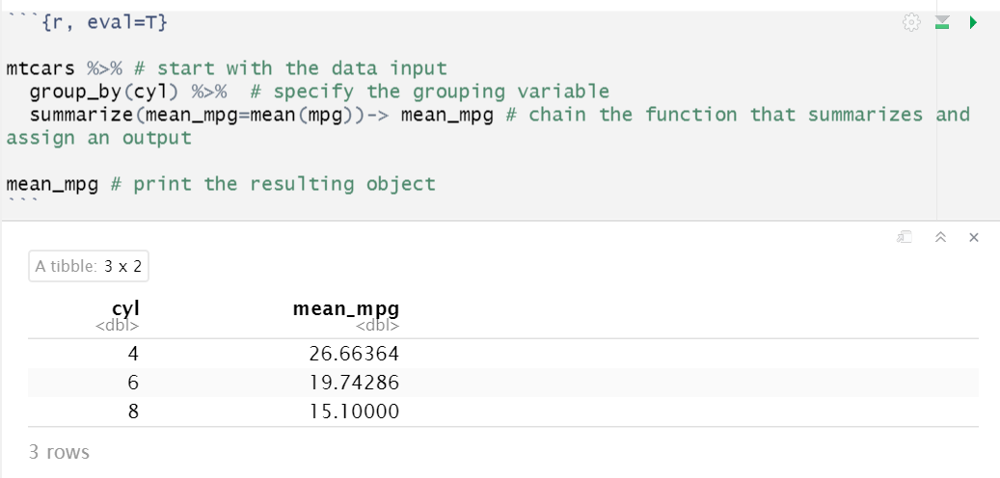 ```{r, eval=T}
mtcars %>% # start with the data input
  group_by(cyl) %>%  # specify the grouping variable
  summarize(mean_mpg=mean(mpg))-> mean_mpg # chain the function that summarizes and
assign an output
mean_mpg # print the resulting object
```
A tibble: 3 x 2
cyl mean_mpg
<dbl> <dbl>
4 26.66364
6 19.74286
8 15.10000
3 rows